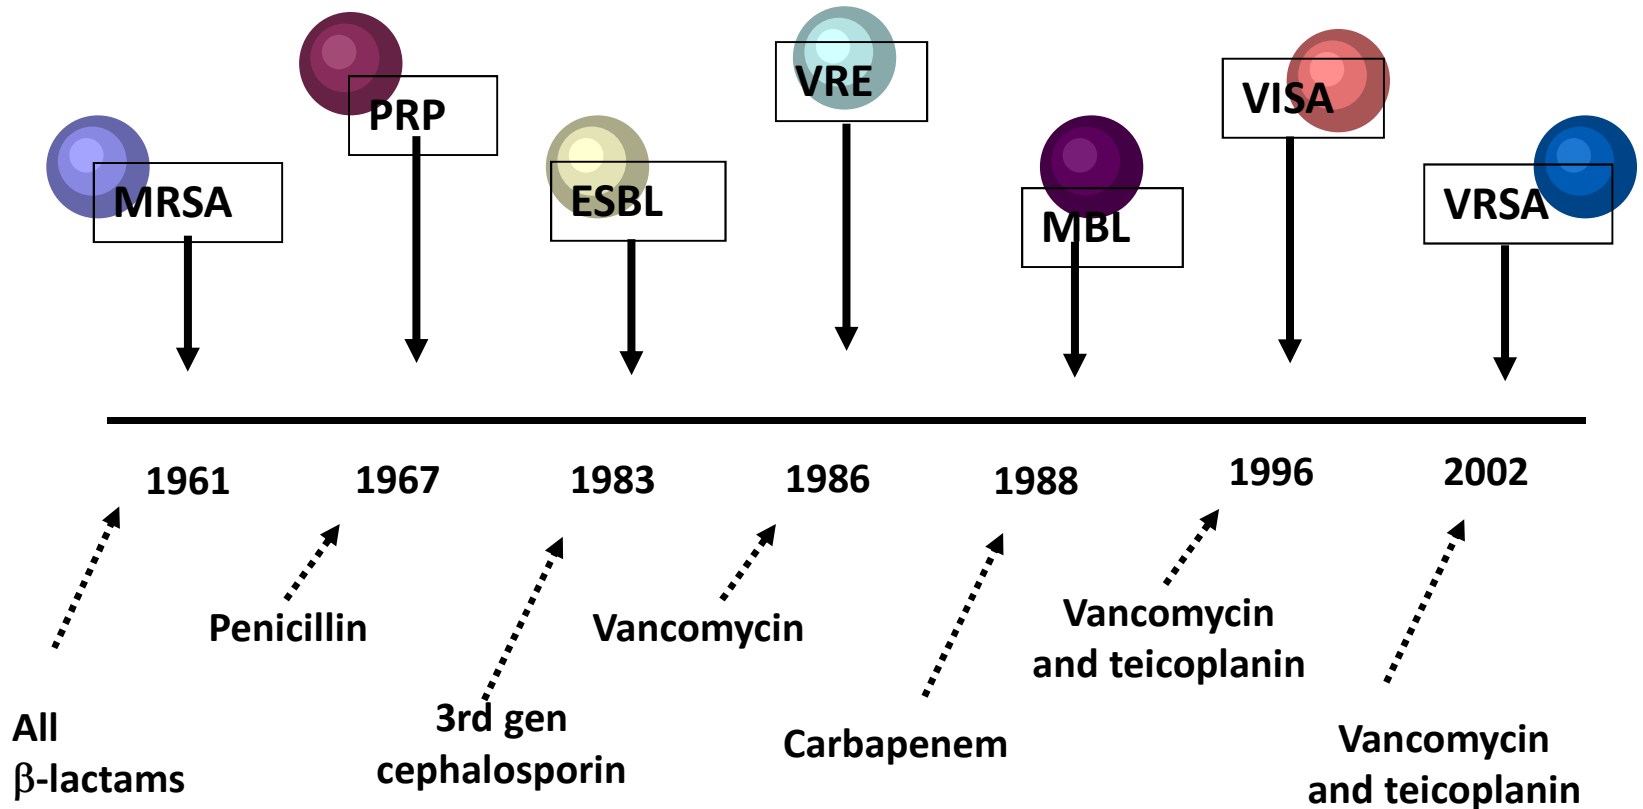 MRSA
PRP
ESBL
VRE
MBL
VISA
VRSA
1961
1967
1983
1986
1988
1996
2002
All
β-lactams
Penicillin
3rd gen
cephalosporin
Vancomycin
Carbapenem
Vancomycin
and teicoplanin
Vancomycin
and teicoplanin